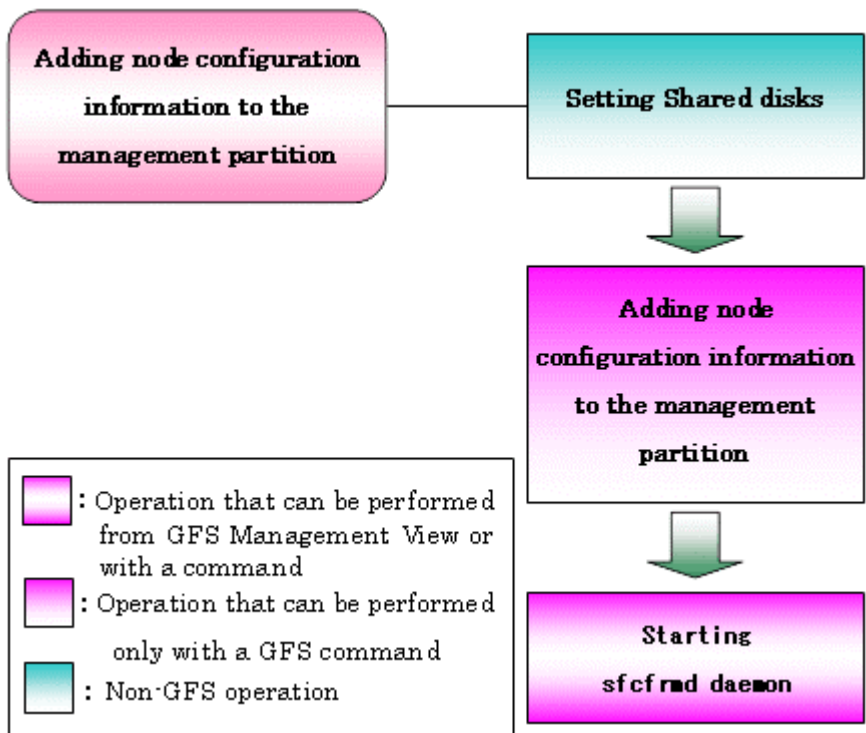 Adding node configuration
information to the
management partition
Setting Shared disks
Adding node
configuration information
to the management
partition
Starting
sfcfrmd daemon
: Operation that can be performed
from GFS Management View or
with a command
: Operation that can be performed
only with a GFS command
: Non-GFS operation